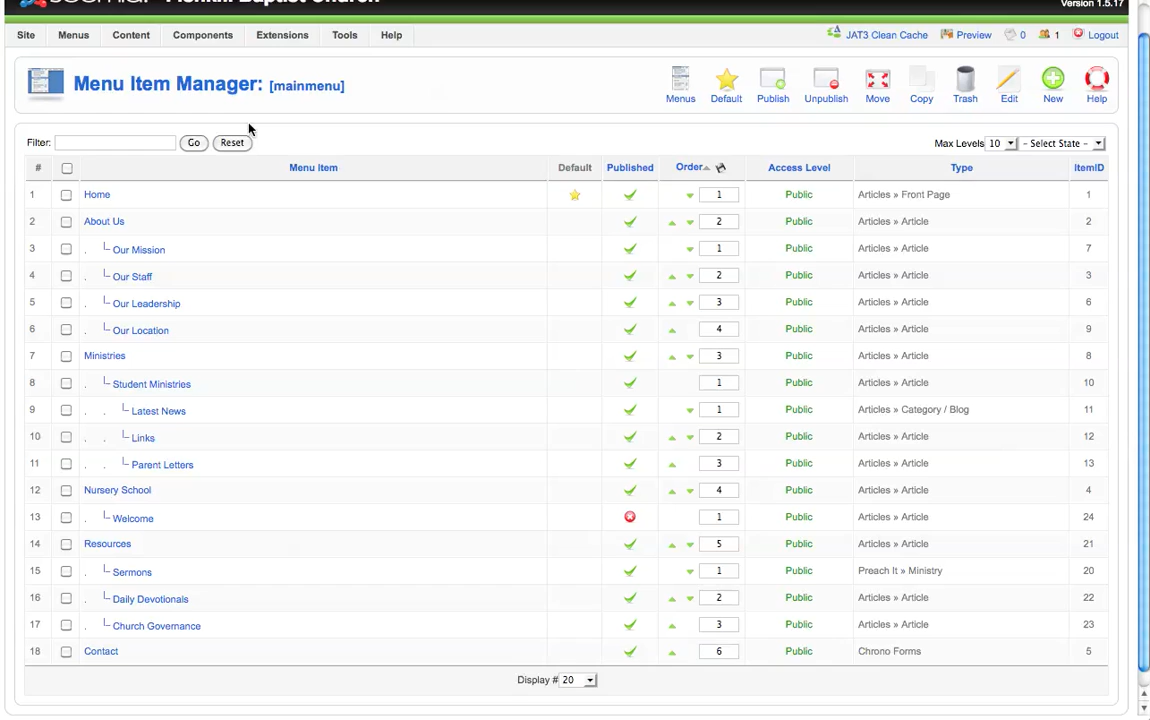 Baptist Church
Version 1.5.17
Site Menus Content Components Extensions Tools Help JAT3 Clean Cache Preview 0 1 Logout
Menu Item Manager: [mainmenu]
Menus Default Publish Unpublish Move Copy Trash Edit New Help
Filter: Go Reset Max Levels 10 - Select State -
# Menu Item Default Published Order Access Level Type ItemID
1 Home 1 Public Articles » Front Page 1
2 About Us 2 Public Articles » Article 2
3 . Our Mission 1 Public Articles » Article 7
4 . Our Staff 2 Public Articles » Article 3
5 . Our Leadership 3 Public Articles » Article 6
6 . Our Location 4 Public Articles » Article 9
7 Ministries 3 Public Articles » Article 8
8 . Student Ministries 1 Public Articles » Article 10
9 . . Latest News 1 Public Articles » Category / Blog 11
10 . . Links 2 Public Articles » Article 12
11 . . Parent Letters 3 Public Articles » Article 13
12 Nursery School 4 Public Articles » Article 4
13 . Welcome 1 Public Articles » Article 24
14 Resources 5 Public Articles » Article 21
15 . Sermons 1 Public Preach It » Ministry 20
16 . Daily Devotionals 2 Public Articles » Article 22
17 . Church Governance 3 Public Articles » Article 23
18 Contact 6 Public Chrono Forms 5
Display # 20